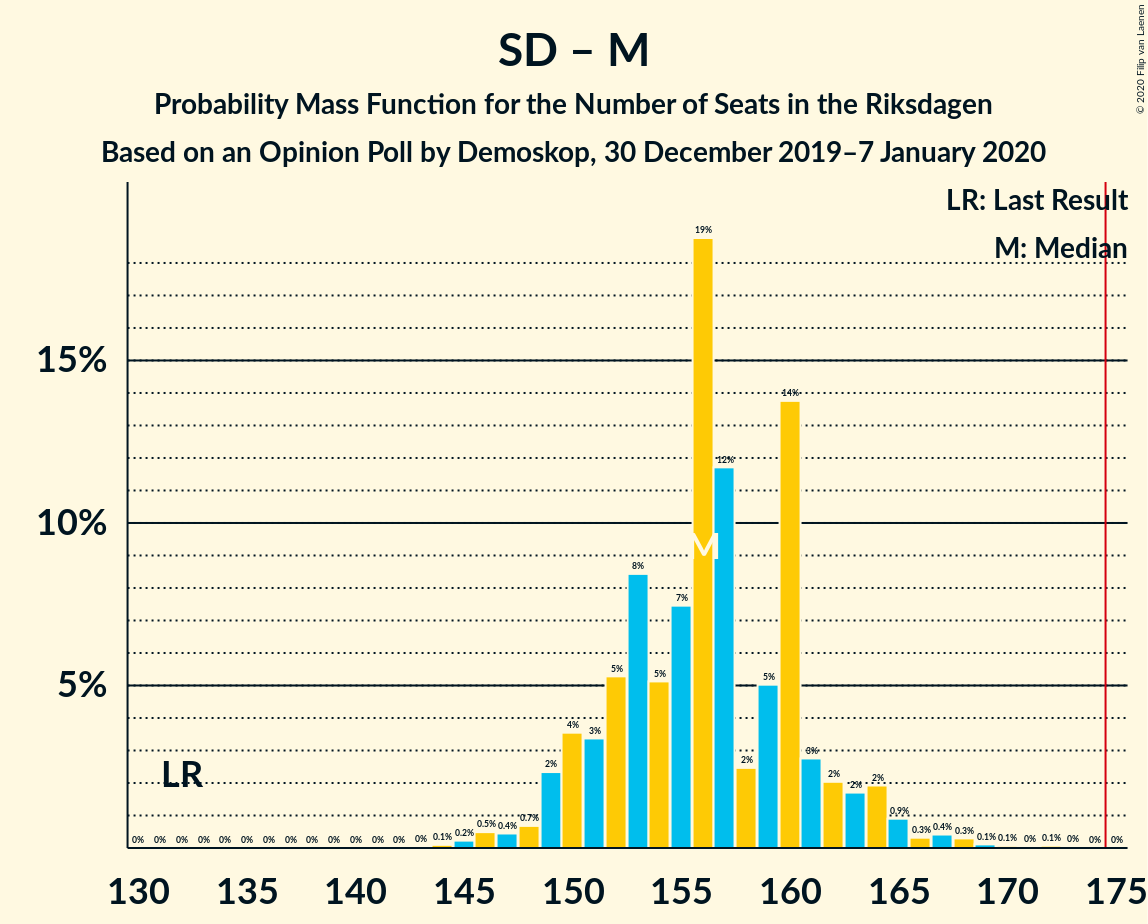 SD – M
Probability Mass Function for the Number of Seats in the Riksdagen
Based on an Opinion Poll by Demoskop, 30 December 2019–7 January 2020
© 2020 Filip van Laenen
LR: Last Result
M: Median
15%
10%
5%
LR
M
0% 0% 0% 0% 0% 0% 0% 0% 0% 0% 0% 0% 0% 0% 0.1% 0.2% 0.5% 0.4% 0.7% 2% 4% 3% 5% 8% 5% 7% 19% 12% 2% 5% 14% 3% 2% 2% 2% 0.9% 0.3% 0.4% 0.3% 0.1% 0.1% 0% 0.1% 0% 0% 0%
130 135 140 145 150 155 160 165 170 175